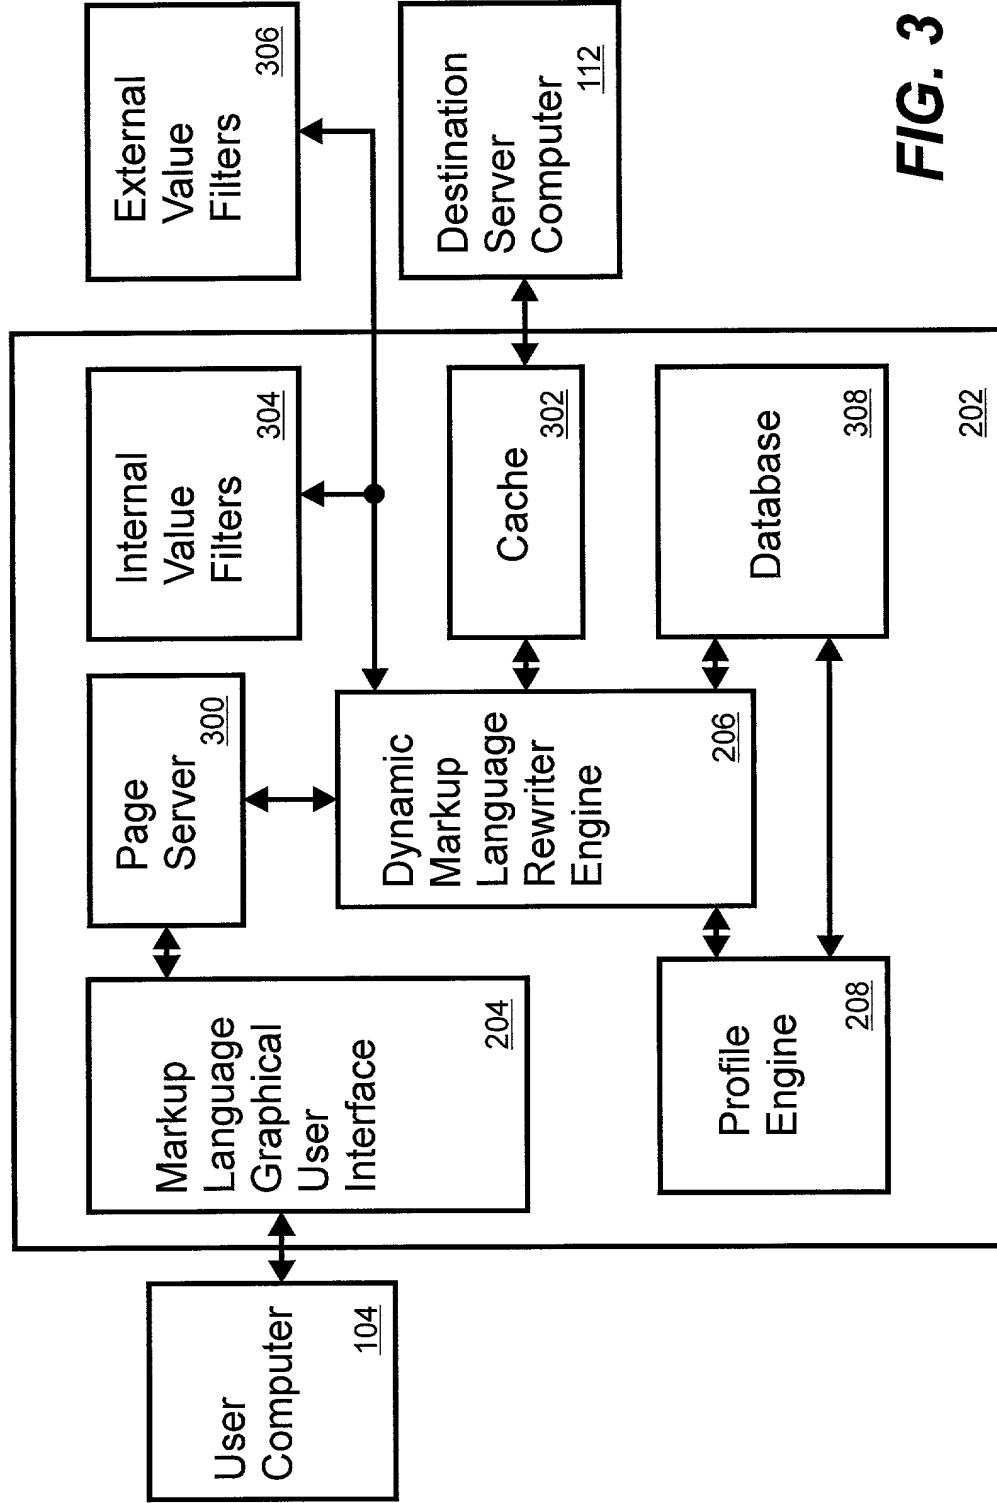 User
Computer
104
Markup
Language
Graphical
User
Interface
204
Page
Server
300
Internal
Value
Filters
304
External
Value
Filters
306
Dynamic
Markup
Language
Rewriter
Engine
206
Cache
302
Destination
Server
Computer
112
Profile
Engine
208
Database
308
202
FIG. 3